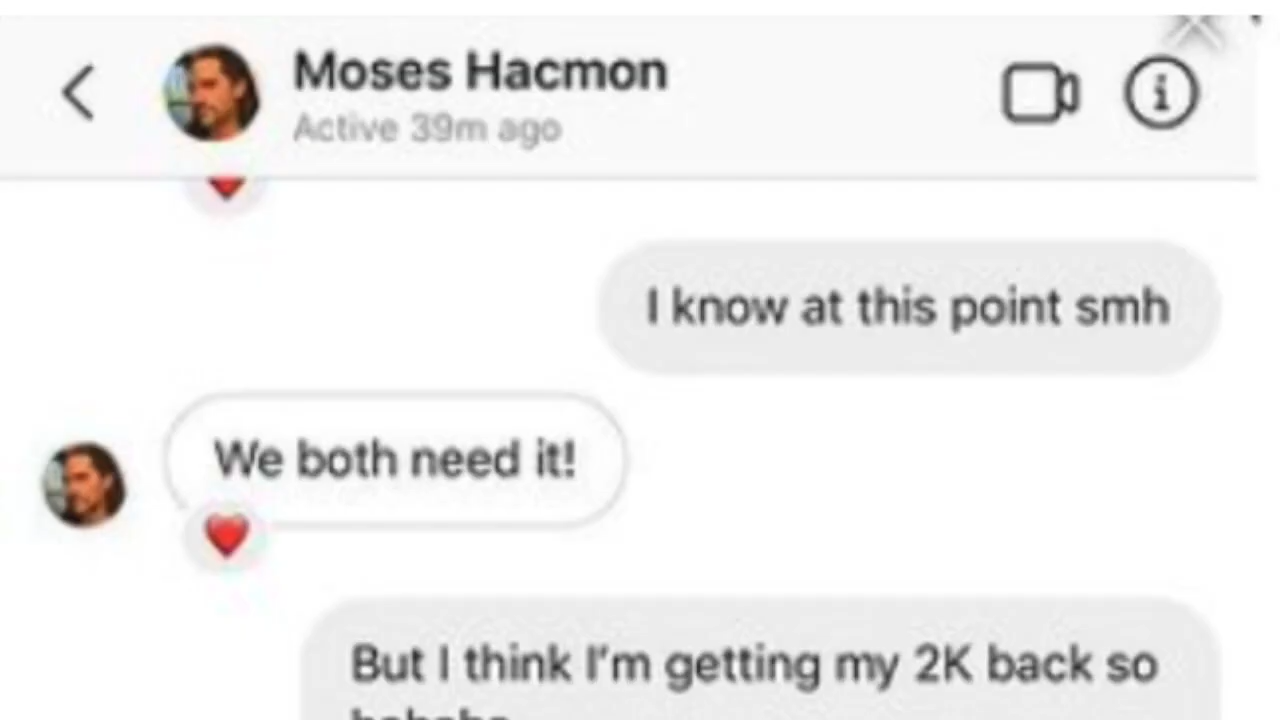 Moses Hacmon
Active 39m ago
I know at this point smh
We both need it!
But I think I'm getting my 2K back so